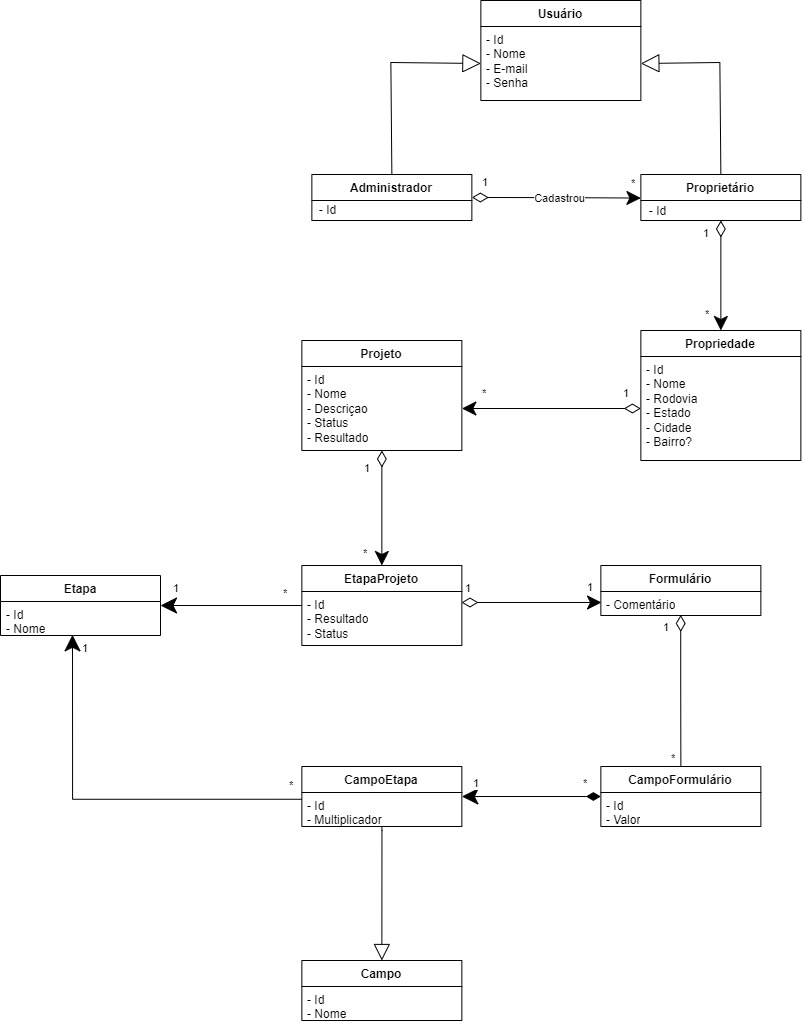 Usuário
- Id
- Nome
- E-mail
- Senha
Administrador
- Id
1
Cadastrou
*
Proprietário
- Id
1
*
Propriedade
- Id
- Nome
- Rodovia
- Estado
- Cidade
- Bairro?
1
*
Projeto
- Id
- Nome
- Descriçao
- Status
- Resultado
1
*
Etapa
- Id
- Nome
1
*
EtapaProjeto
- Id
- Resultado
- Status
1
1
Formulário
- Comentário
1
*
1
*
CampoEtapa
- Id
- Multiplicador
1
*
CampoFormulário
- Id
- Valor
Campo
- Id
- Nome